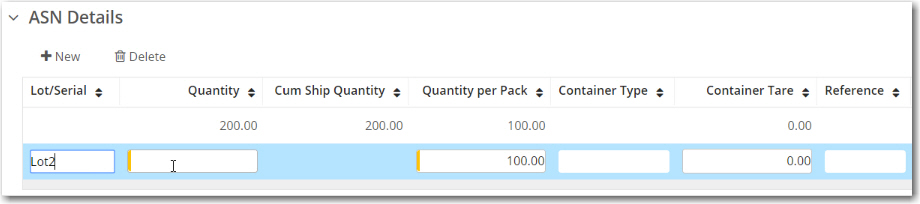 ASN Details
New Delete
Lot/Serial Quantity Cum Ship Quantity Quantity per Pack Container Type Container Tare Reference
200.00 200.00 100.00 0.00
Lot2 100.00 0.00